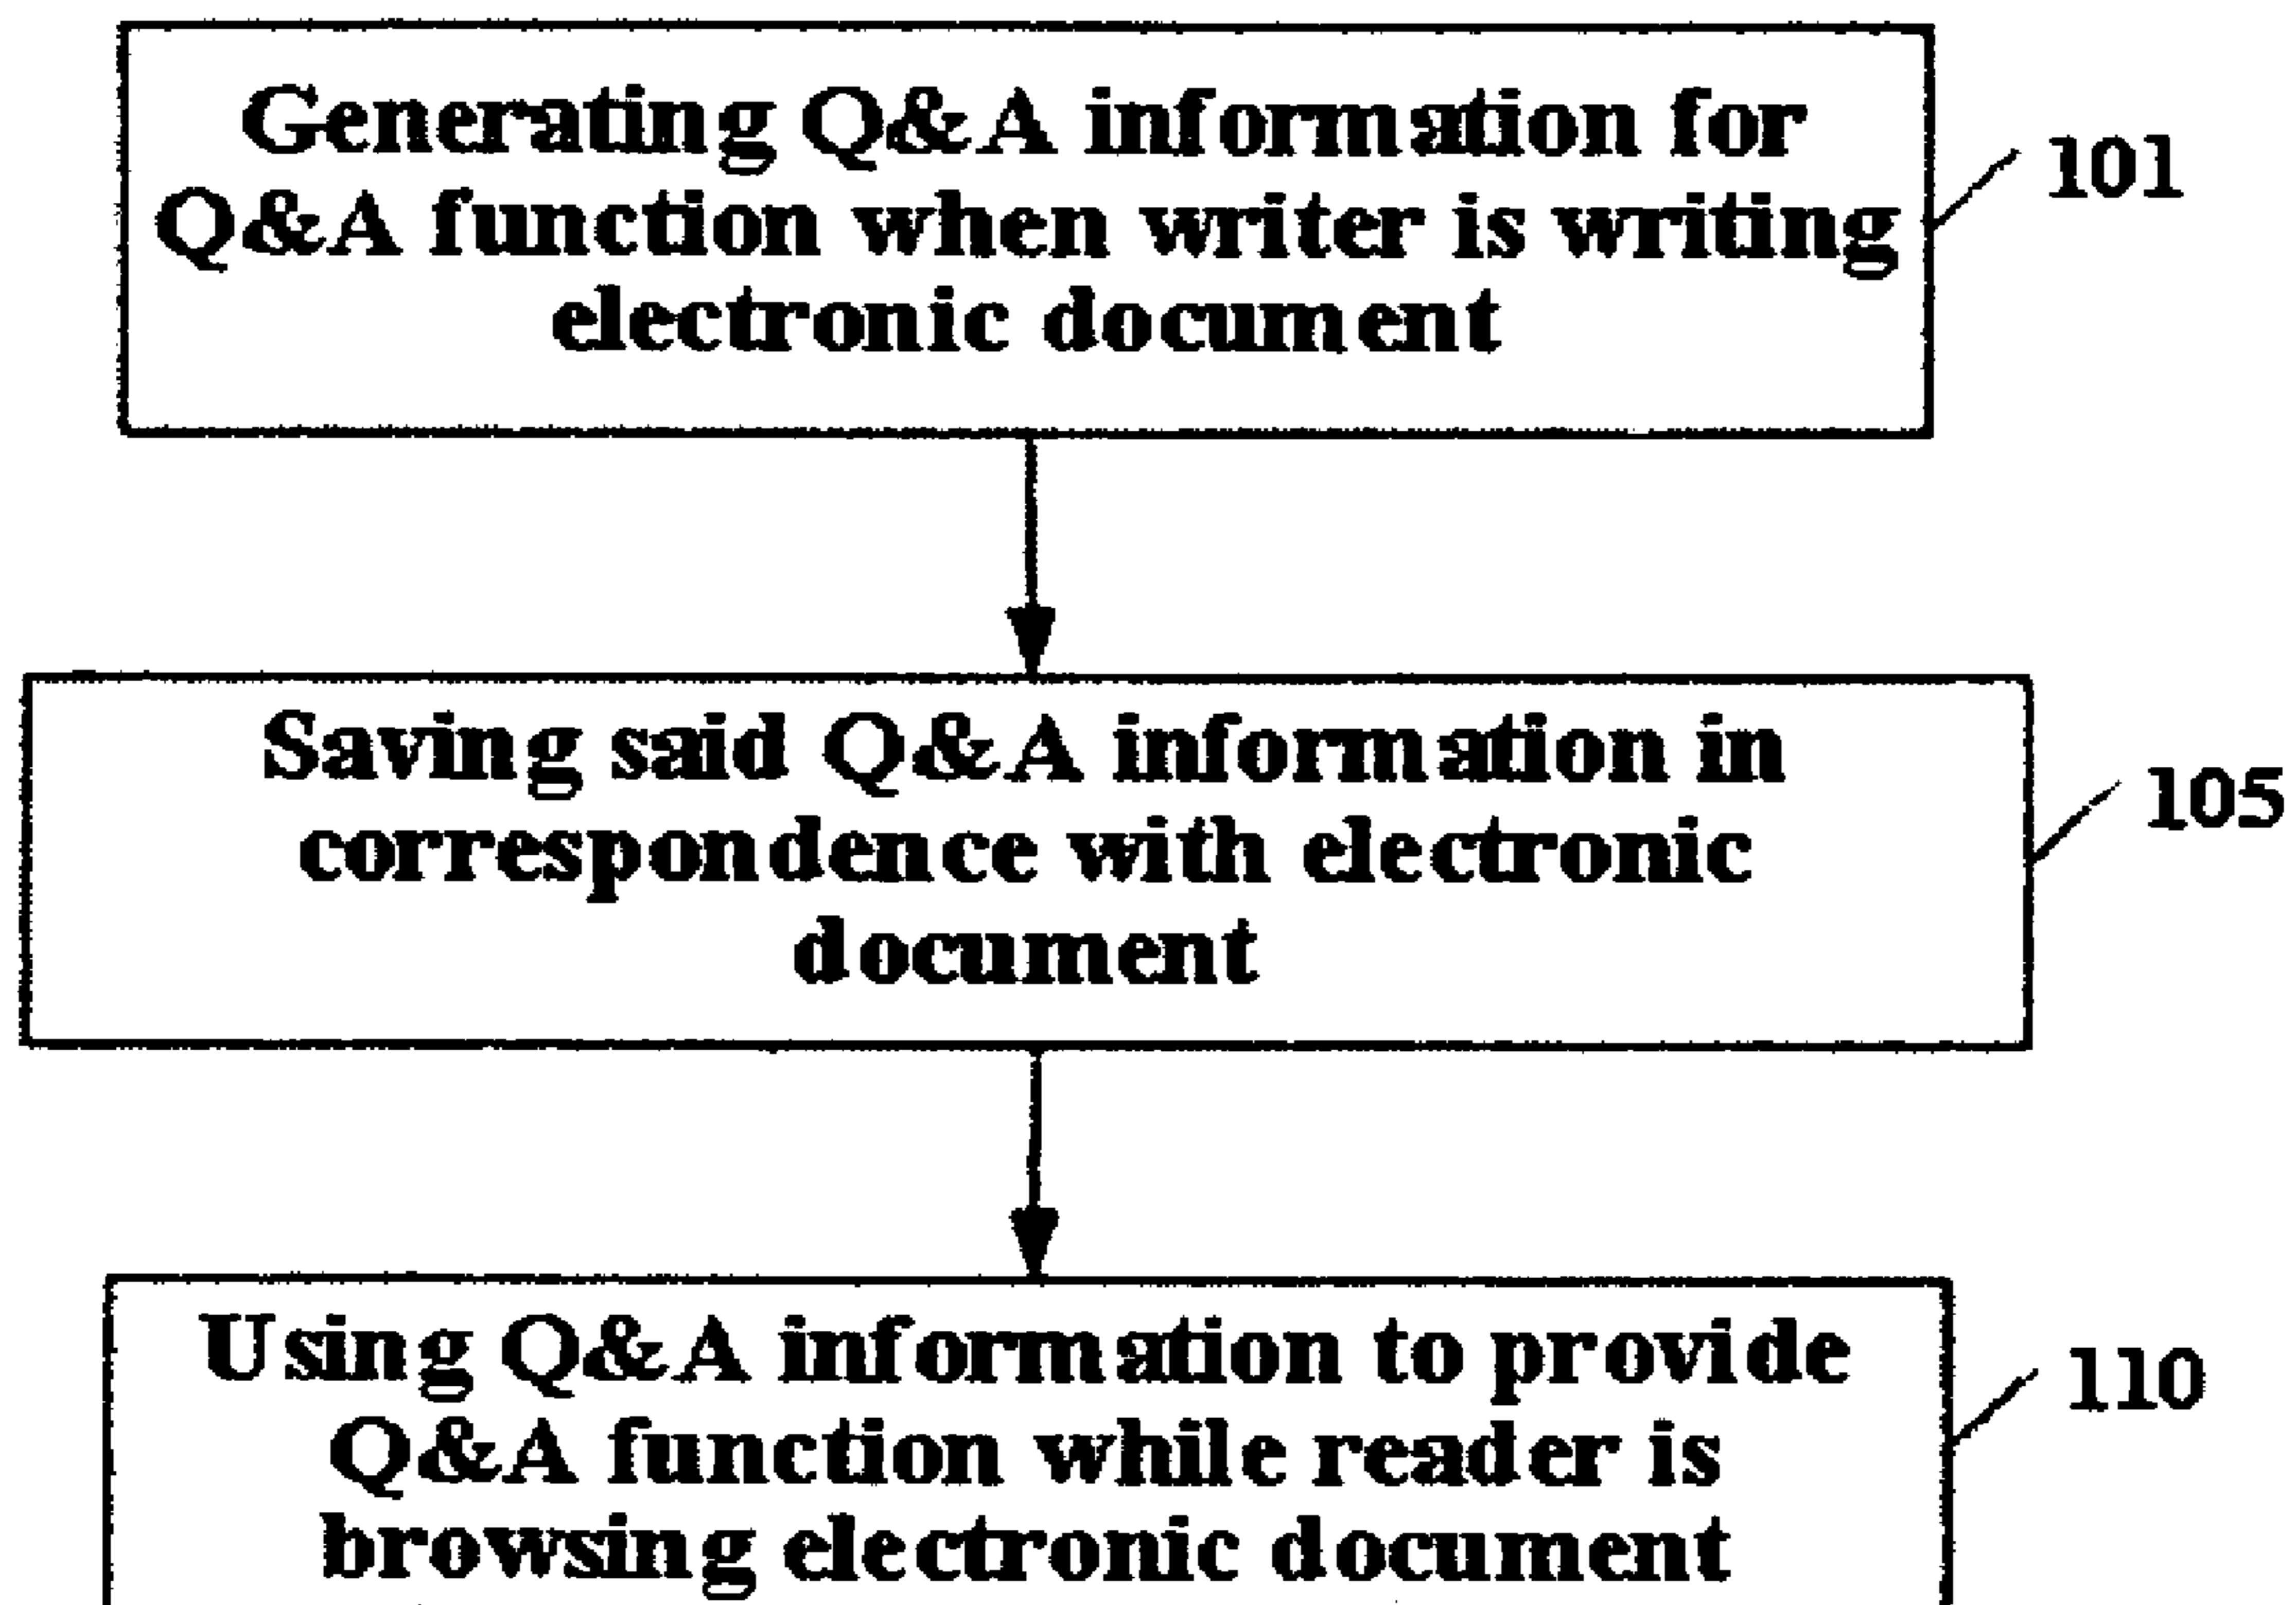 Generating Q&A information for
Q&A function when writer is writing
electronic document
101
Saving said Q&A information in
correspondence with electronic
document
105
Using Q&A information to provide
Q&A function while reader is
browsing electronic document
110